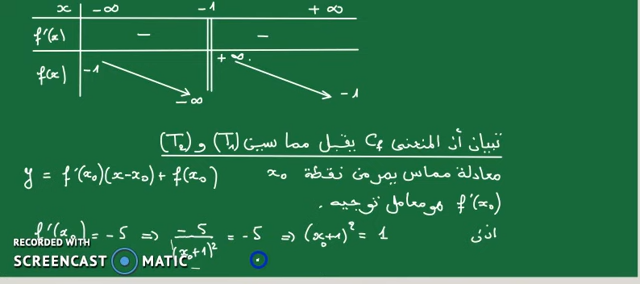 x -∞ -1 +∞
f'(x) - -
f(x) -1 -∞ +∞ -1
تبيان أن المنحنى Cf يقبل مماسين (T1) و (T2)
معادلة مماس يمر من نقطة x0 y = f'(x0)(x-x0) + f(x0)
f'(x0) هو معامل توجيه .
اذن f'(x0) = -5 ⇒ -5/(x0+1)² = -5 ⇒ (x0+1)² = 1
RECORDED WITH
SCREENCAST MATIC